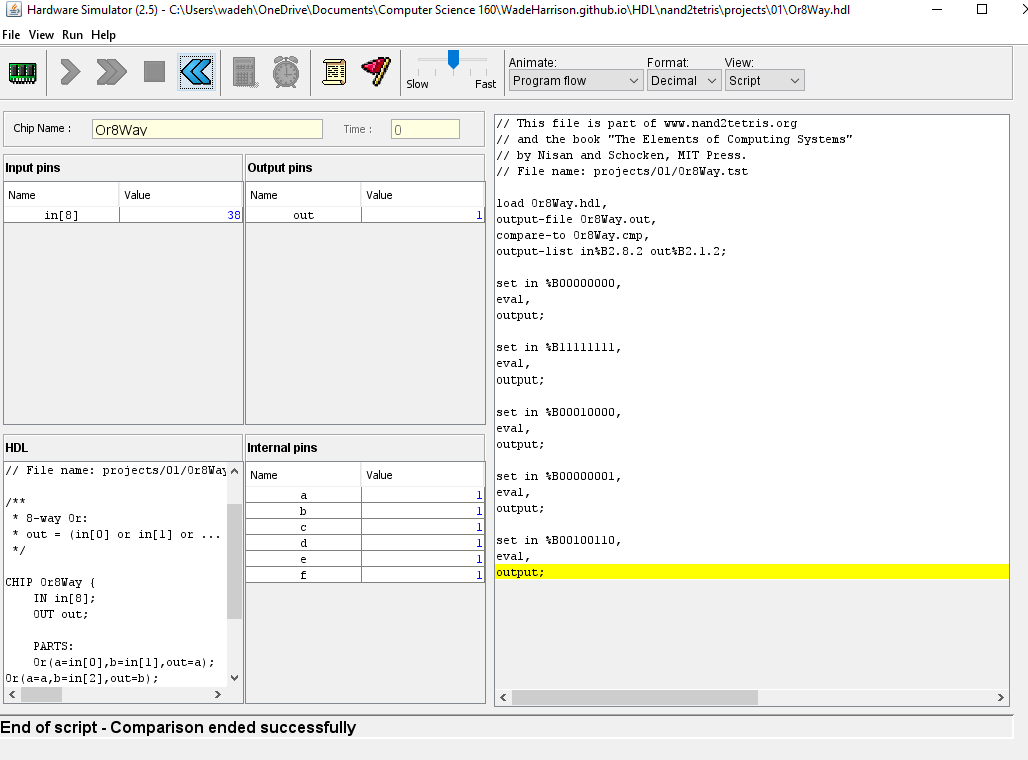 Hardware Simulator (2.5) - C:\Users\wadeh\OneDrive\Documents\Computer Science 160\WadeHarrison.github.io\HDL\nand2tetris\projects\01\Or8Way.hdl
File View Run Help
Slow
Fast
Animate:
Program flow
Format:
Decimal
View:
Script
Chip Name :
Or8Way
Time :
0
Input pins
Name Value
in[8] 38
Output pins
Name Value
out 1
HDL
// File name: projects/01/Or8Way
/**
* 8-way Or:
* out = (in[0] or in[1] or ...
*/
CHIP Or8Way {
IN in[8];
OUT out;
PARTS:
Or(a=in[0],b=in[1],out=a);
Or(a=a,b=in[2],out=b);
Internal pins
Name Value
a 1
b 1
c 1
d 1
e 1
f 1
// This file is part of www.nand2tetris.org
// and the book "The Elements of Computing Systems"
// by Nisan and Schocken, MIT Press.
// File name: projects/01/Or8Way.tst
load Or8Way.hdl,
output-file Or8Way.out,
compare-to Or8Way.cmp,
output-list in%B2.8.2 out%B2.1.2;
set in %B00000000,
eval,
output;
set in %B11111111,
eval,
output;
set in %B00010000,
eval,
output;
set in %B00000001,
eval,
output;
set in %B00100110,
eval,
output;
End of script - Comparison ended successfully